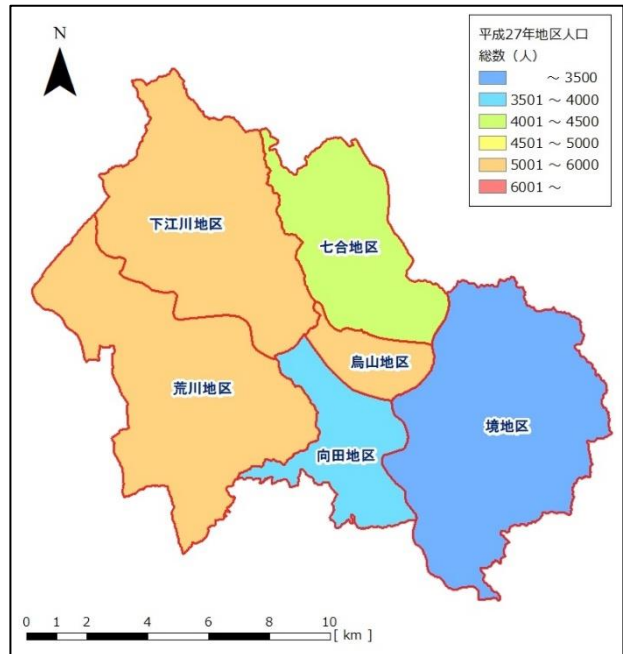 N
平成27年地区人口
総数（人）
～ 3500
3501 ～ 4000
4001 ～ 4500
4501 ～ 5000
5001 ～ 6000
6001 ～
下江川地区
七合地区
烏山地区
荒川地区
向田地区
境地区
0 1 2 4 6 8 10
[ km ]